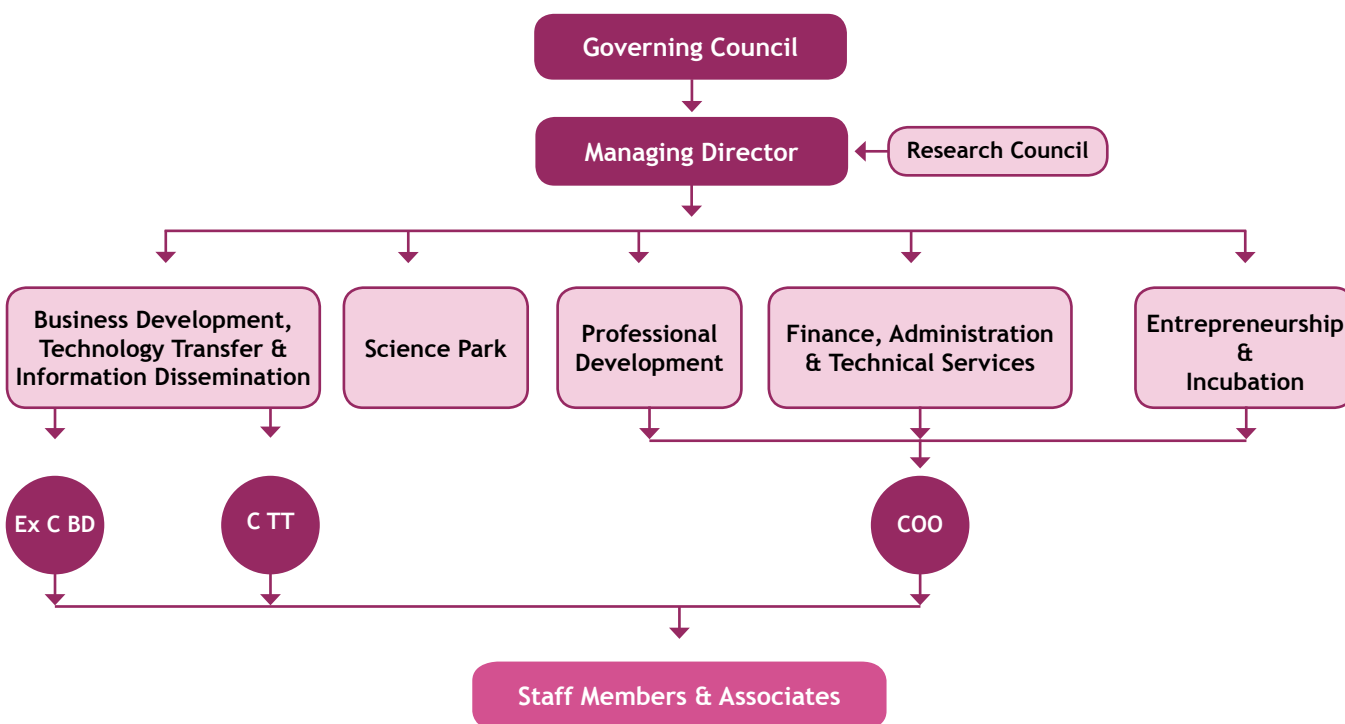 Governing Council
Managing Director
Research Council
Business Development,
Technology Transfer &
Information Dissemination
Science Park
Professional
Development
Finance, Administration
& Technical Services
Entrepreneurship
&
Incubation
Ex C BD
C TT
COO
Staff Members & Associates